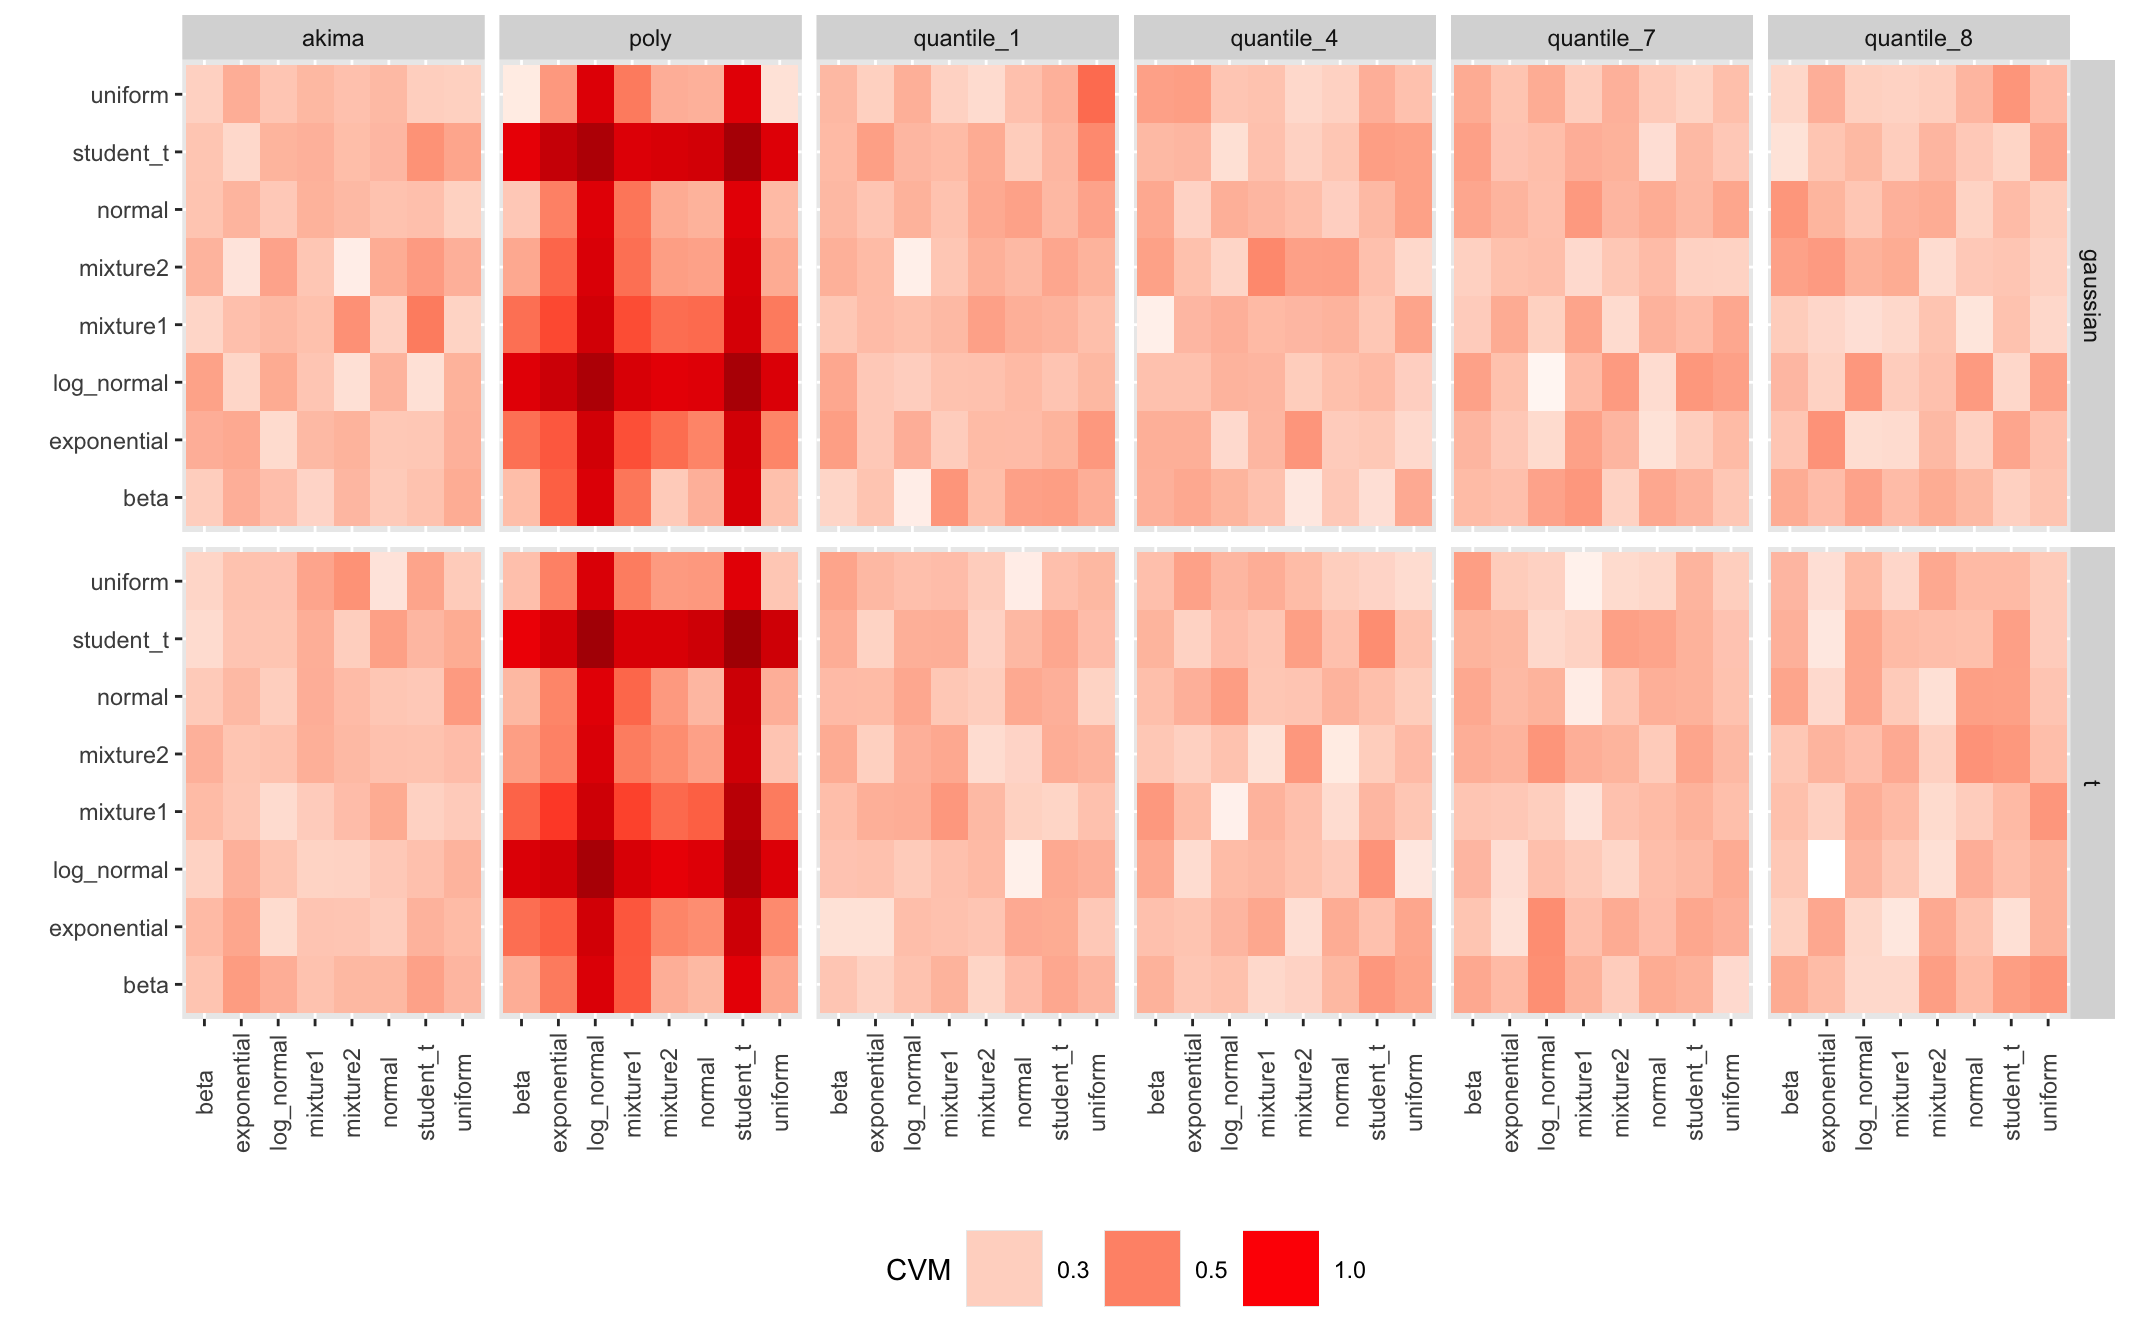 akima poly quantile_1 quantile_4 quantile_7 quantile_8
uniform
student_t
normal
mixture2
mixture1
log_normal
exponential
beta
gaussian
uniform
student_t
normal
mixture2
mixture1
log_normal
exponential
beta
t
beta exponential log_normal mixture1 mixture2 normal student_t uniform beta exponential log_normal mixture1 mixture2 normal student_t uniform beta exponential log_normal mixture1 mixture2 normal student_t uniform beta exponential log_normal mixture1 mixture2 normal student_t uniform beta exponential log_normal mixture1 mixture2 normal student_t uniform beta exponential log_normal mixture1 mixture2 normal student_t uniform
CVM 0.3 0.5 1.0